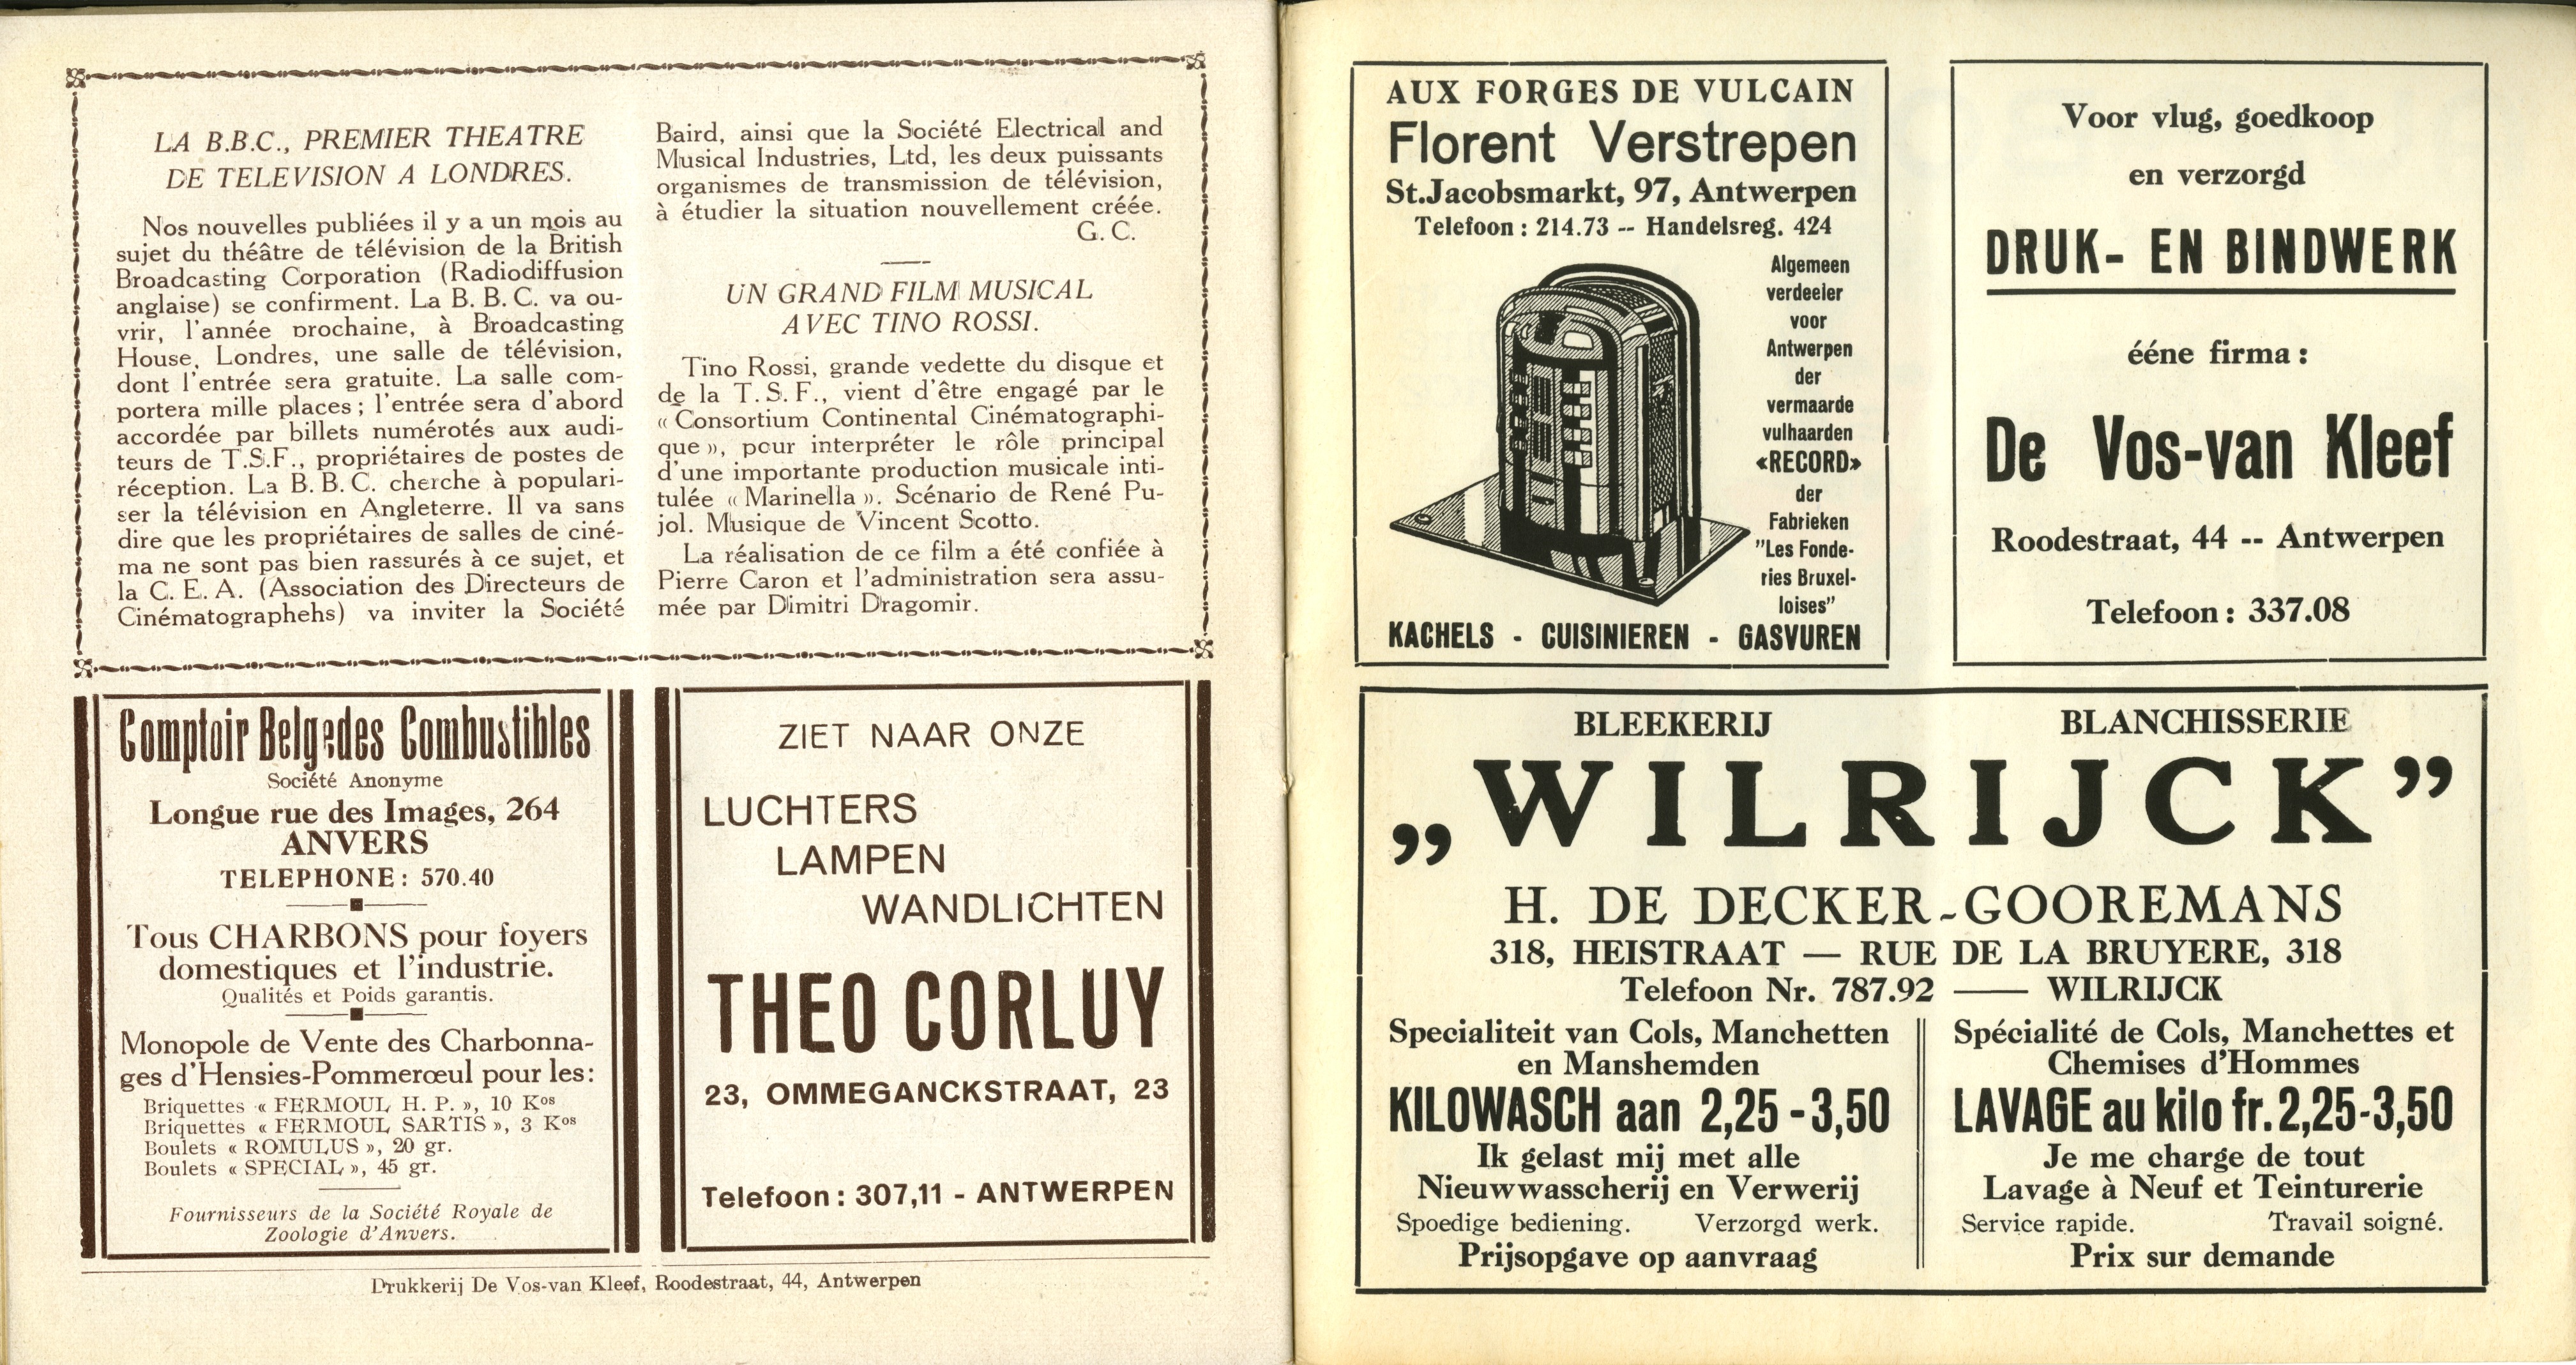 LA B.B.C., PREMIER THEATRE
DE TELEVISION A LONDRES.
Nos nouvelles publiées il y a un mois au
sujet du théâtre de télévision de la British
Broadcasting Corporation (Radiodiffusion
anglaise) se confirment. La B. B. C. va ou-
vrir, l'année prochaine, à Broadcasting
House, Londres, une salle de télévision,
dont l'entrée sera gratuite. La salle com-
portera mille places ; l'entrée sera d'abord
accordée par billets numérotés aux audi-
teurs de T.S.F., propriétaires de postes de
réception. La B. B. C. cherche à populari-
ser la télévision en Angleterre. Il va sans
dire que les propriétaires de salles de ciné-
ma ne sont pas bien rassurés à ce sujet, et
la C. E. A. (Association des Directeurs de
Cinématographehs) va inviter la Société
Baird, ainsi que la Société Electrical and
Musical Industries, Ltd, les deux puissants
organismes de transmission de télévision,
à étudier la situation nouvellement créée.
G. C.
UN GRAND FILM MUSICAL
AVEC TINO ROSSI.
Tino Rossi, grande vedette du disque et
de la T. S. F., vient d'être engagé par le
« Consortium Continental Cinématographi-
que », pour interpréter le rôle principal
d'une importante production musicale inti-
tulée « Marinella ». Scénario de René Pu-
jol. Musique de Vincent Scotto.
La réalisation de ce film a été confiée à
Pierre Caron et l'administration sera assu-
mée par Dimitri Dragomir.
Comptoir Belge des Combustibles
Société Anonyme
Longue rue des Images, 264
ANVERS
TELEPHONE : 570.40
Tous CHARBONS pour foyers
domestiques et l'industrie.
Qualités et Poids garantis.
Monopole de Vente des Charbonna-
ges d'Hensies-Pommerœul pour les :
Briquettes « FERMOUL H. P. », 10 Kos
Briquettes « FERMOUL SARTIS », 3 Kos
Boulets « ROMULUS », 20 gr.
Boulets « SPECIAL », 45 gr.
Fournisseurs de la Société Royale de
Zoologie d'Anvers.
ZIET NAAR ONZE
LUCHTERS
LAMPEN
WANDLICHTEN
THEO CORLUY
23, OMMEGANCKSTRAAT, 23
Telefoon : 307,11 - ANTWERPEN
Drukkerij De Vos-van Kleef, Roodestraat, 44, Antwerpen
AUX FORGES DE VULCAIN
Florent Verstrepen
St.Jacobsmarkt, 97, Antwerpen
Telefoon : 214.73 -- Handelsreg. 424
Algemeen
verdeeler
voor
Antwerpen
der
vermaarde
vulhaarden
«RECORD»
der
Fabrieken
"Les Fonde-
ries Bruxel-
loises"
KACHELS - CUISINIEREN - GASVUREN
Voor vlug, goedkoop
en verzorgd
DRUK- EN BINDWERK
ééne firma :
De Vos-van Kleef
Roodestraat, 44 -- Antwerpen
Telefoon : 337.08
BLEEKERIJ BLANCHISSERIE
„WILRIJCK”
H. DE DECKER-GOOREMANS
318, HEISTRAAT — RUE DE LA BRUYERE, 318
Telefoon Nr. 787.92 — WILRIJCK
Specialiteit van Cols, Manchetten
en Manshemden
KILOWASCH aan 2,25 - 3,50
Ik gelast mij met alle
Nieuwwasscherij en Verwerij
Spoedige bediening. Verzorgd werk.
Prijsopgave op aanvraag
Spécialité de Cols, Manchettes et
Chemises d'Hommes
LAVAGE au kilo fr. 2,25-3,50
Je me charge de tout
Lavage à Neuf et Teinturerie
Service rapide. Travail soigné.
Prix sur demande